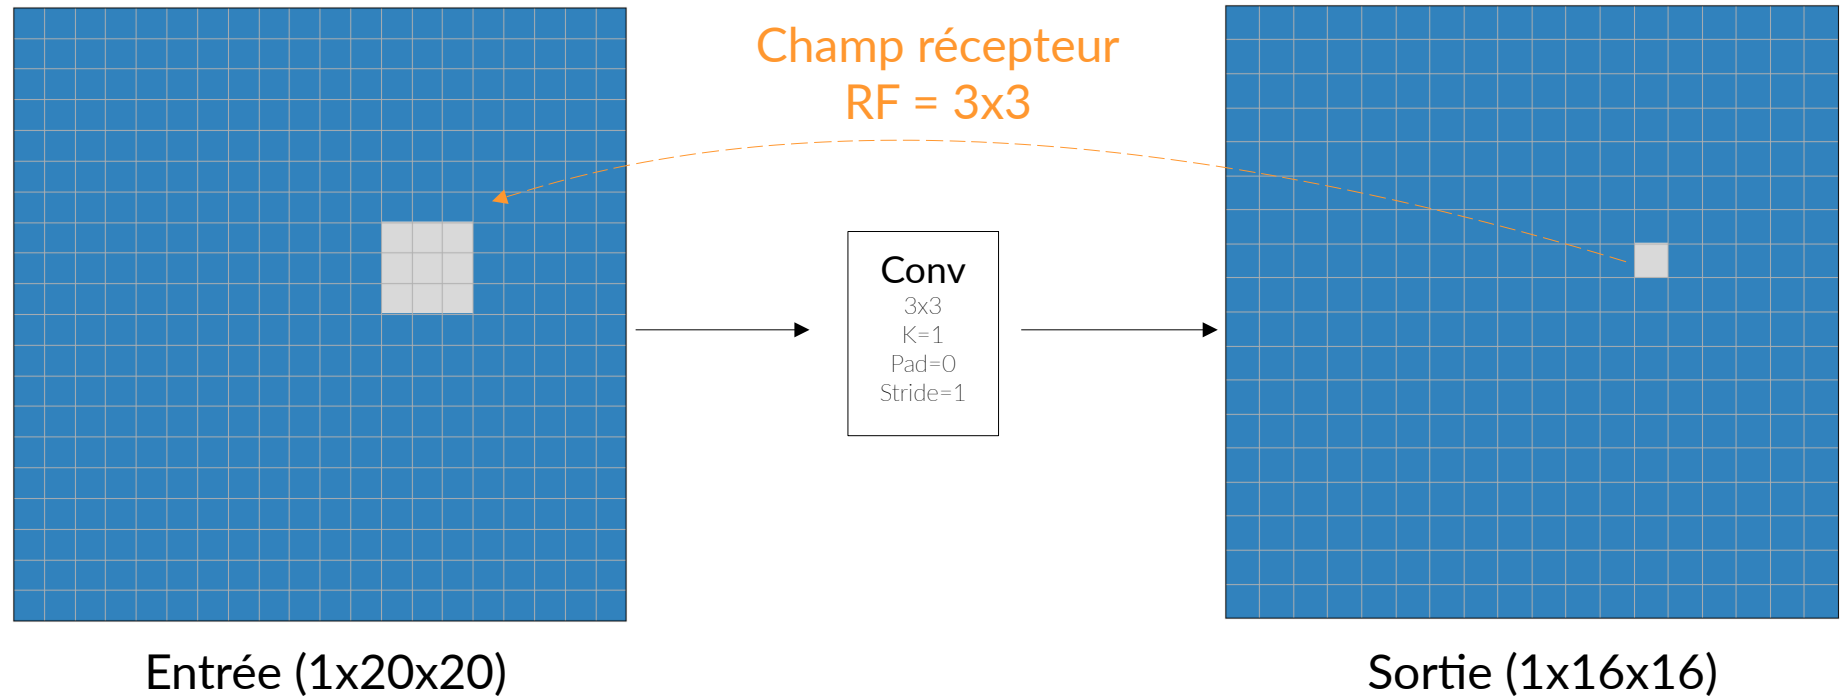 Champ récepteur
RF = 3x3
Conv
3x3
K=1
Pad=0
Stride=1
Entrée (1x20x20)
Sortie (1x16x16)